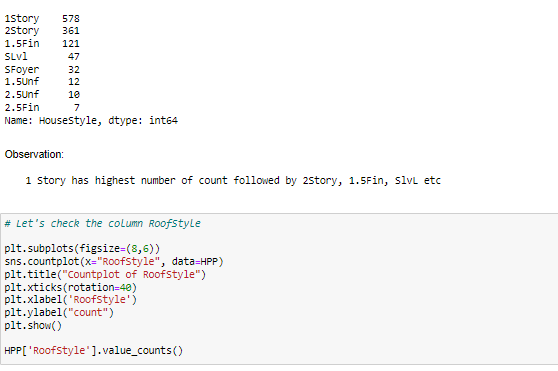 1Story 578
2Story 361
1.5Fin 121
SLvl 47
SFoyer 32
1.5Unf 12
2.5Unf 10
2.5Fin 7
Name: HouseStyle, dtype: int64
Observation:
1 Story has highest number of count followed by 2Story, 1.5Fin, SlvL etc
# Let's check the column RoofStyle
plt.subplots(figsize=(8,6))
sns.countplot(x="RoofStyle", data=HPP)
plt.title("Countplot of RoofStyle")
plt.xticks(rotation=40)
plt.xlabel('RoofStyle')
plt.ylabel("count")
plt.show()
HPP['RoofStyle'].value_counts()